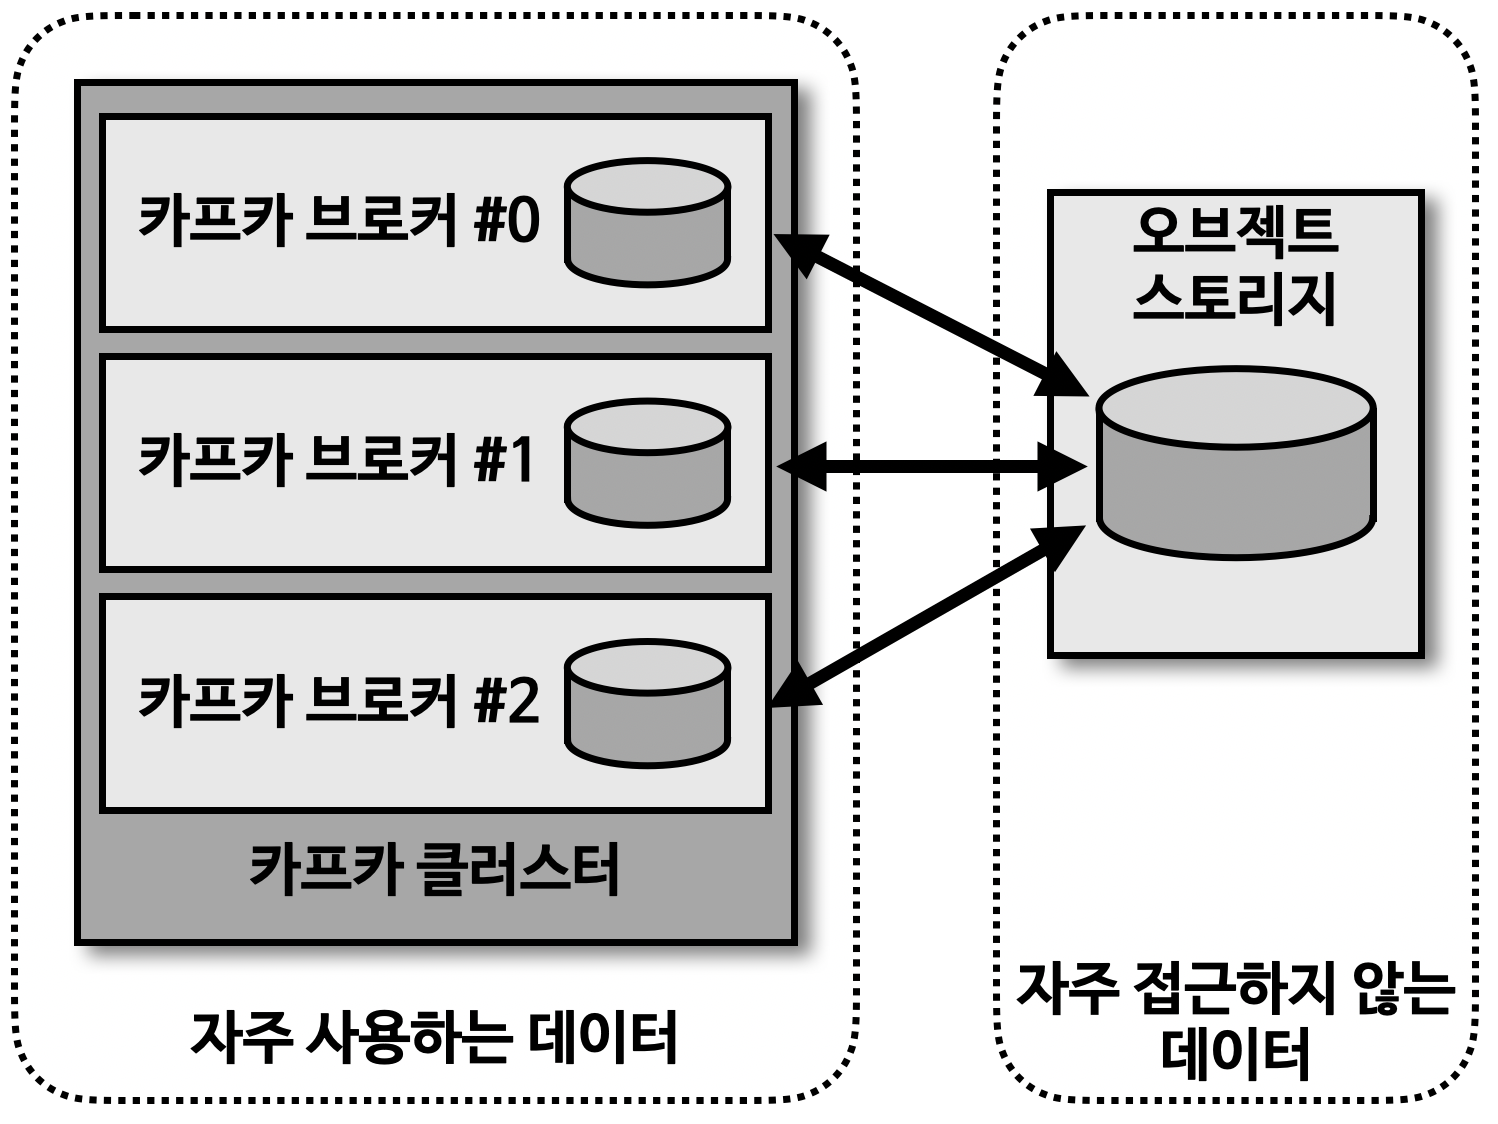 카프카 브로커 #0
카프카 브로커 #1
카프카 브로커 #2
카프카 클러스터
자주 사용하는 데이터
오브젝트
스토리지
자주 접근하지 않는
데이터